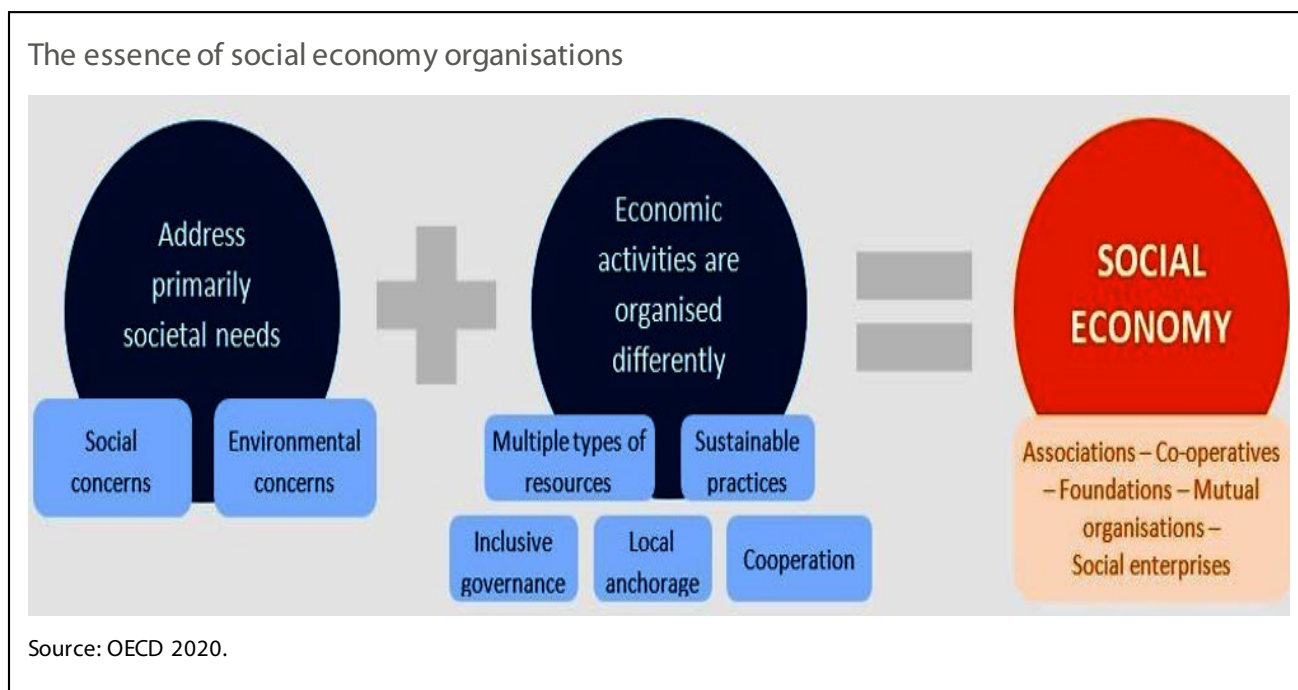 The essence of social economy organisations
Address
primarily
societal needs
Social
concerns
Environmental
concerns
Economic
activities are
organised
differently
Multiple types of
resources
Sustainable
practices
Inclusive
governance
Local
anchorage
Cooperation
SOCIAL
ECONOMY
Associations – Co-operatives
– Foundations – Mutual
organisations –
Social enterprises
Source: OECD 2020.